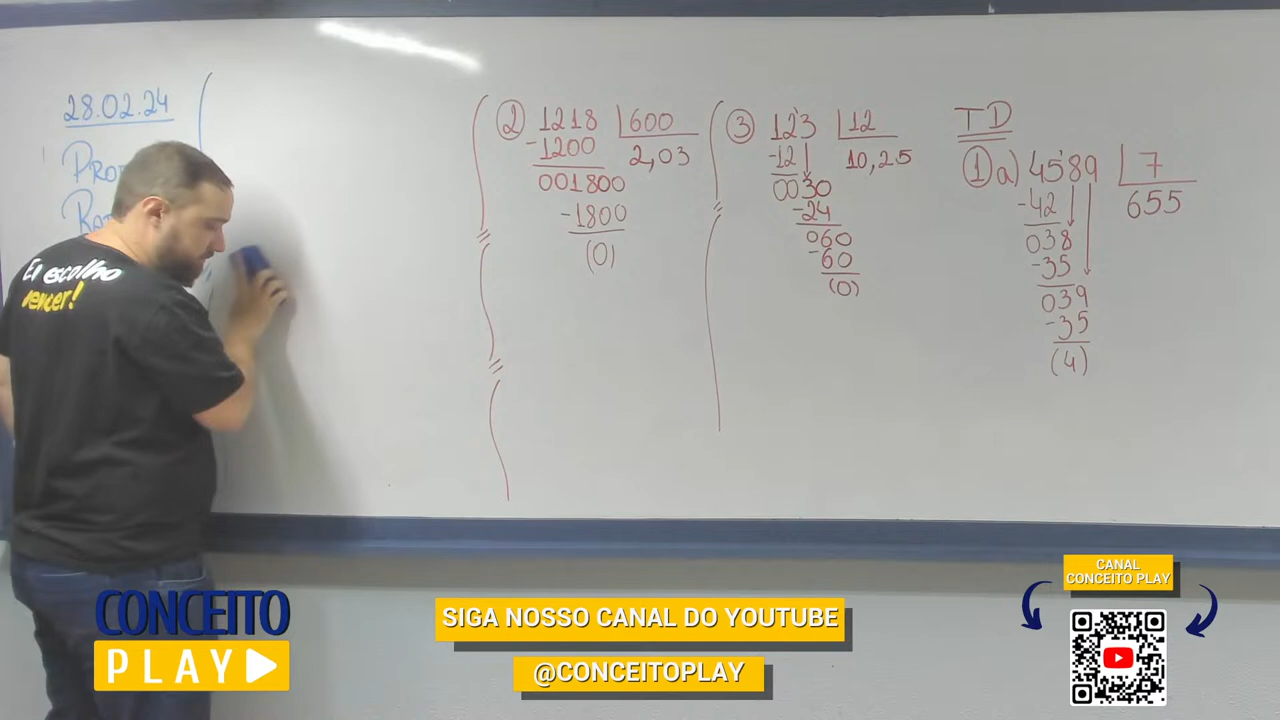 28.02.24
② 1218 600
-1200 2,03
001800
-1800
(0)
③ 123 12
-12 10,25
0030
-24
060
-60
(0)
TD
① a) 4589 7
-42 655
038
-35
039
-35
(4)
Eu escolho
vencer!
CONCEITO
PLAY
SIGA NOSSO CANAL DO YOUTUBE
@CONCEITOPLAY
CANAL
CONCEITO PLAY